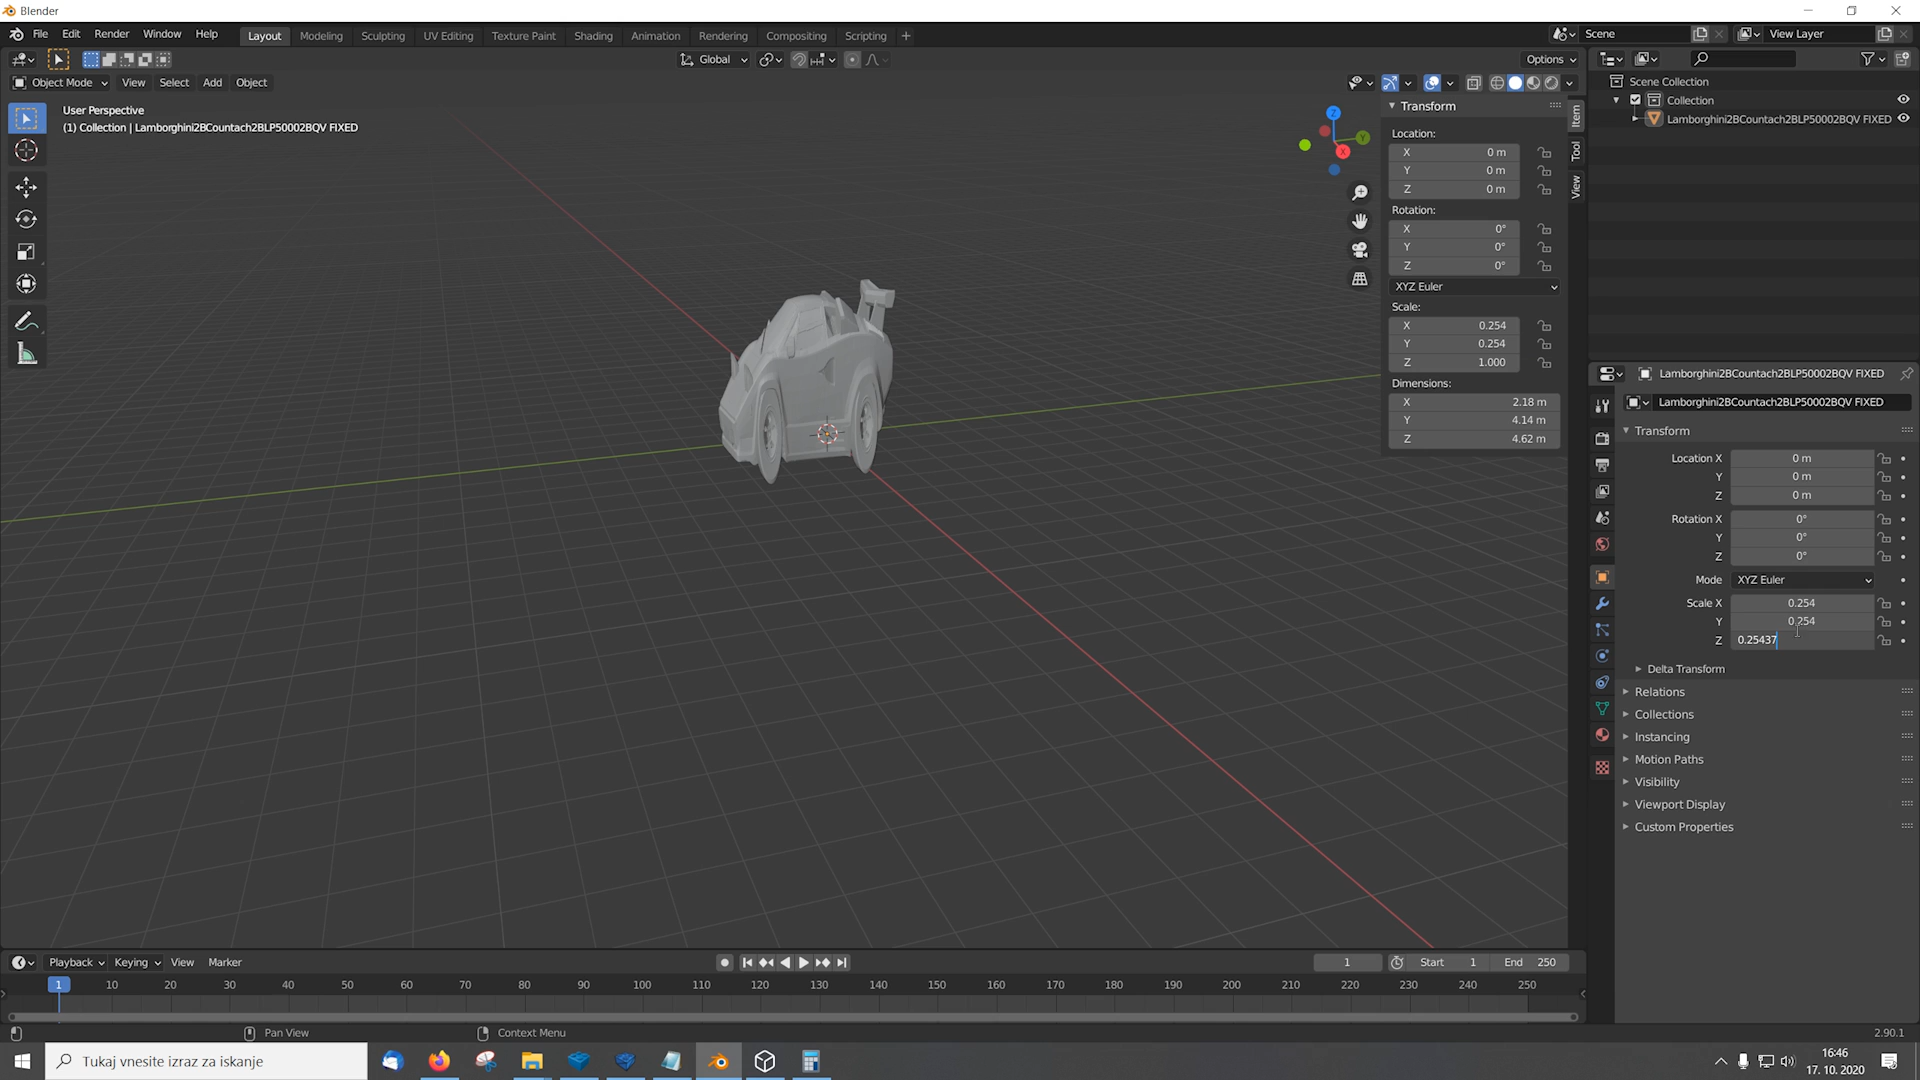 Blender
File Edit Render Window Help Layout Modeling Sculpting UV Editing Texture Paint Shading Animation Rendering Compositing Scripting + Scene View Layer
Global Options
Object Mode View Select Add Object
User Perspective
(1) Collection | Lamborghini2BCountach2BLP50002BQV FIXED
Z
Y
X
Transform
Location:
X 0 m
Y 0 m
Z 0 m
Rotation:
X 0°
Y 0°
Z 0°
XYZ Euler
Scale:
X 0.254
Y 0.254
Z 1.000
Dimensions:
X 2.18 m
Y 4.14 m
Z 4.62 m
Item
Tool
View
Scene Collection
Collection
Lamborghini2BCountach2BLP50002BQV FIXED
Lamborghini2BCountach2BLP50002BQV FIXED
Lamborghini2BCountach2BLP50002BQV FIXED
Transform
Location X 0 m
Y 0 m
Z 0 m
Rotation X 0°
Y 0°
Z 0°
Mode XYZ Euler
Scale X 0.254
Y 0.254
Z 0.25437
Delta Transform
Relations
Collections
Instancing
Motion Paths
Visibility
Viewport Display
Custom Properties
Playback Keying View Marker 1 Start 1 End 250
1 10 20 30 40 50 60 70 80 90 100 110 120 130 140 150 160 170 180 190 200 210 220 230 240 250
Pan View Context Menu 2.90.1
Tukaj vnesite izraz za iskanje
16:46
17. 10. 2020